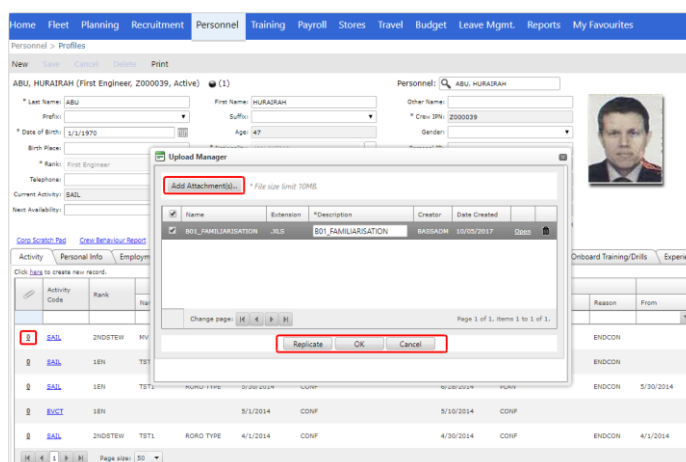 Home Fleet Planning Recruitment Personnel Training Payroll Stores Travel Budget Leave Mgmt. Reports My Favourites
Personnel > Profiles
New Save Cancel Delete Print
ABU, HURAIRAH (First Engineer, Z000039, Active) (1) Personnel: ABU, HURAIRAH
* Last Name: ABU First Name: HURAIRAH Other Name:
Prefix: Suffix: * Crew IPN: Z000039
* Date of Birth: 1/1/1970 Age: 47 Gender:
Birth Place:
* Rank: First Engineer
Telephone:
Current Activity: SAIL
Next Availability:
Upload Manager
Add Attachment(s).. * File size limit 10MB.
Name Extension *Description Creator Date Created
B01_FAMILIARISATION .XLS B01_FAMILIARISATION BAISSAOM 10/05/2017 Open
Change page: Page 1 of 1, items 1 to 1 of 1.
Replicate OK Cancel
Corp Scratch Pad Crew Behaviour Report
Activity Personal Info Employm Onboard Training/Drills Experie
Click here to create new record.
Activity Code Rank Nam Reason From
0 SAIL 2NDSTEW MV ENDCON
0 SAIL 1EN TST ENDCON
0 SAIL 1EN TST1 RORO TYPE 5/30/2014 CONF 6/28/2014 PLAN ENDCON 5/30/2014
0 EVCT 1EN 5/1/2014 CONF 5/10/2014 CONF
0 SAIL 2NDSTEW TST1 RORO TYPE 4/1/2014 CONF 4/30/2014 CONF ENDCON 4/1/2014
1 Page size: 50